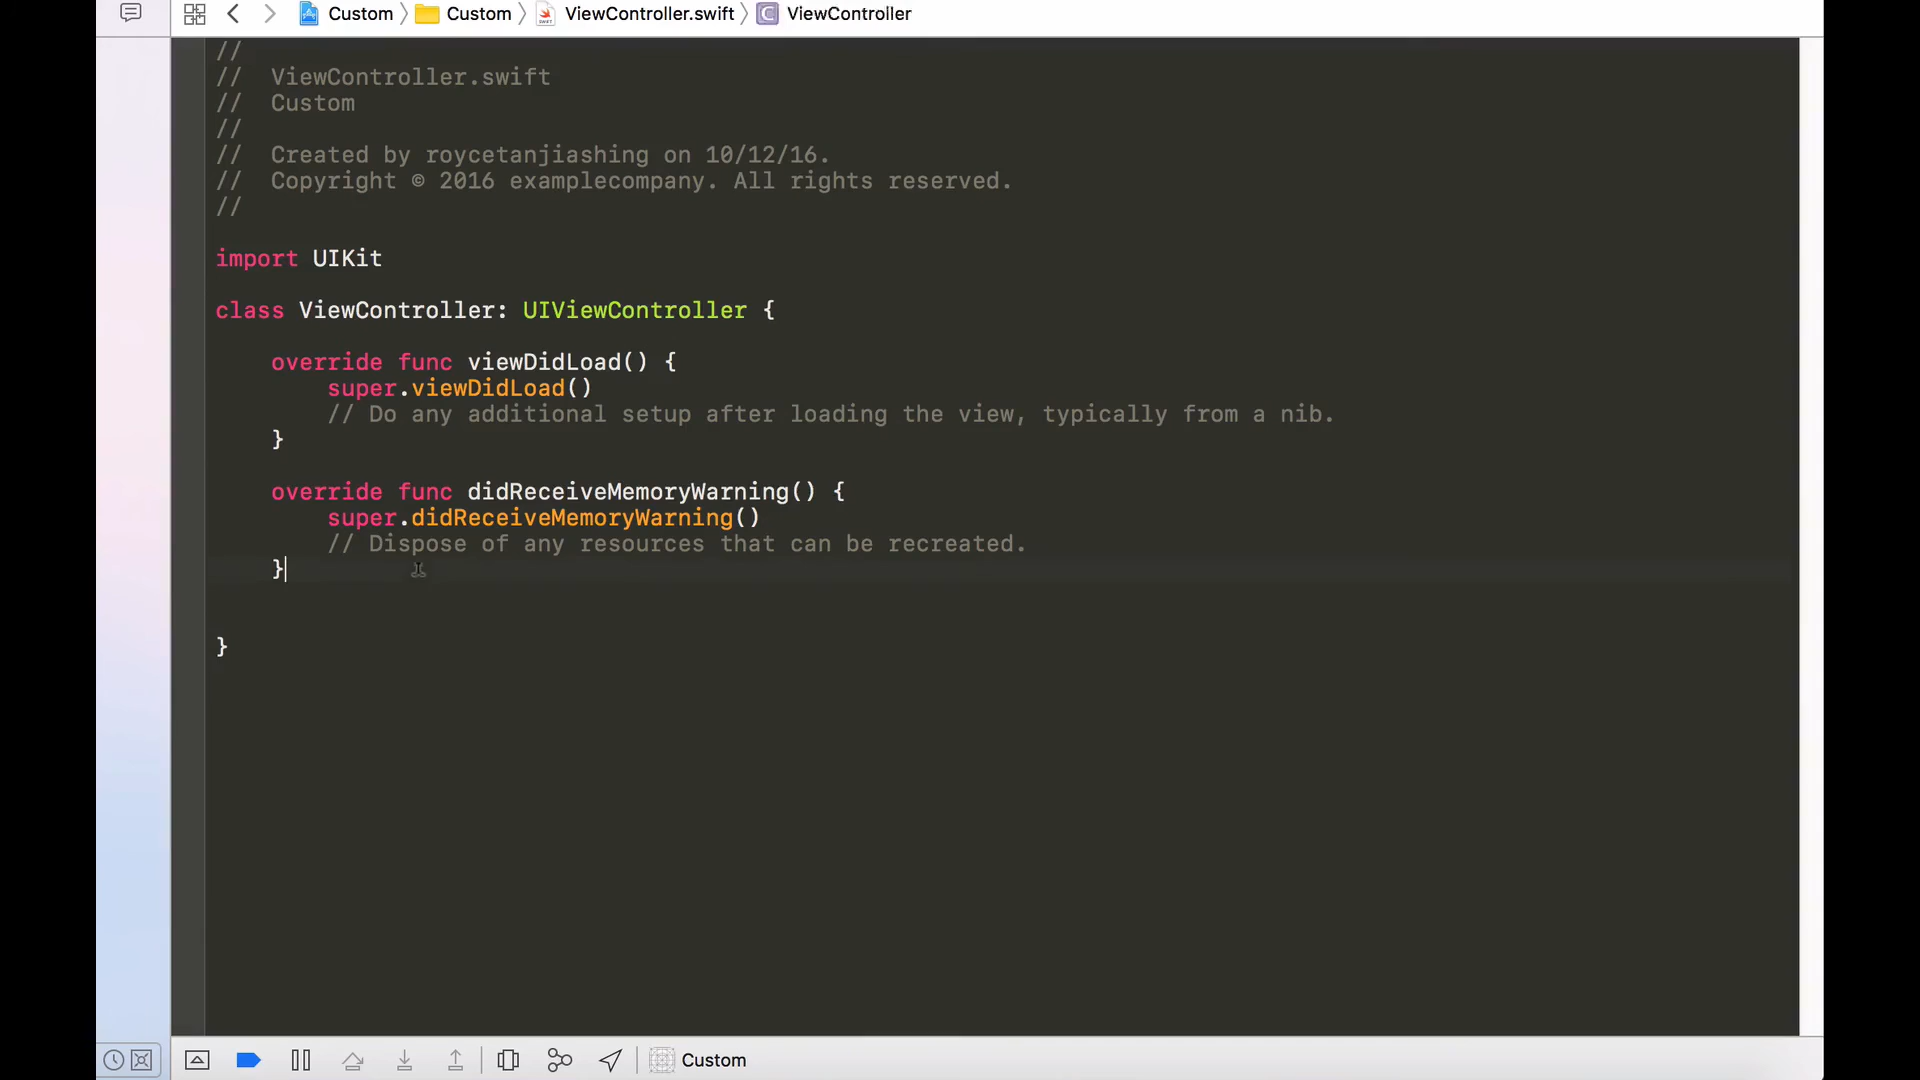 Custom 〉 Custom 〉 ViewController.swift 〉 C ViewController
//
//  ViewController.swift
//  Custom
//
//  Created by roycetanjiashing on 10/12/16.
//  Copyright © 2016 examplecompany. All rights reserved.
//
import UIKit
class ViewController: UIViewController {
    override func viewDidLoad() {
        super.viewDidLoad()
        // Do any additional setup after loading the view, typically from a nib.
    }
    override func didReceiveMemoryWarning() {
        super.didReceiveMemoryWarning()
        // Dispose of any resources that can be recreated.
    }
}
Custom